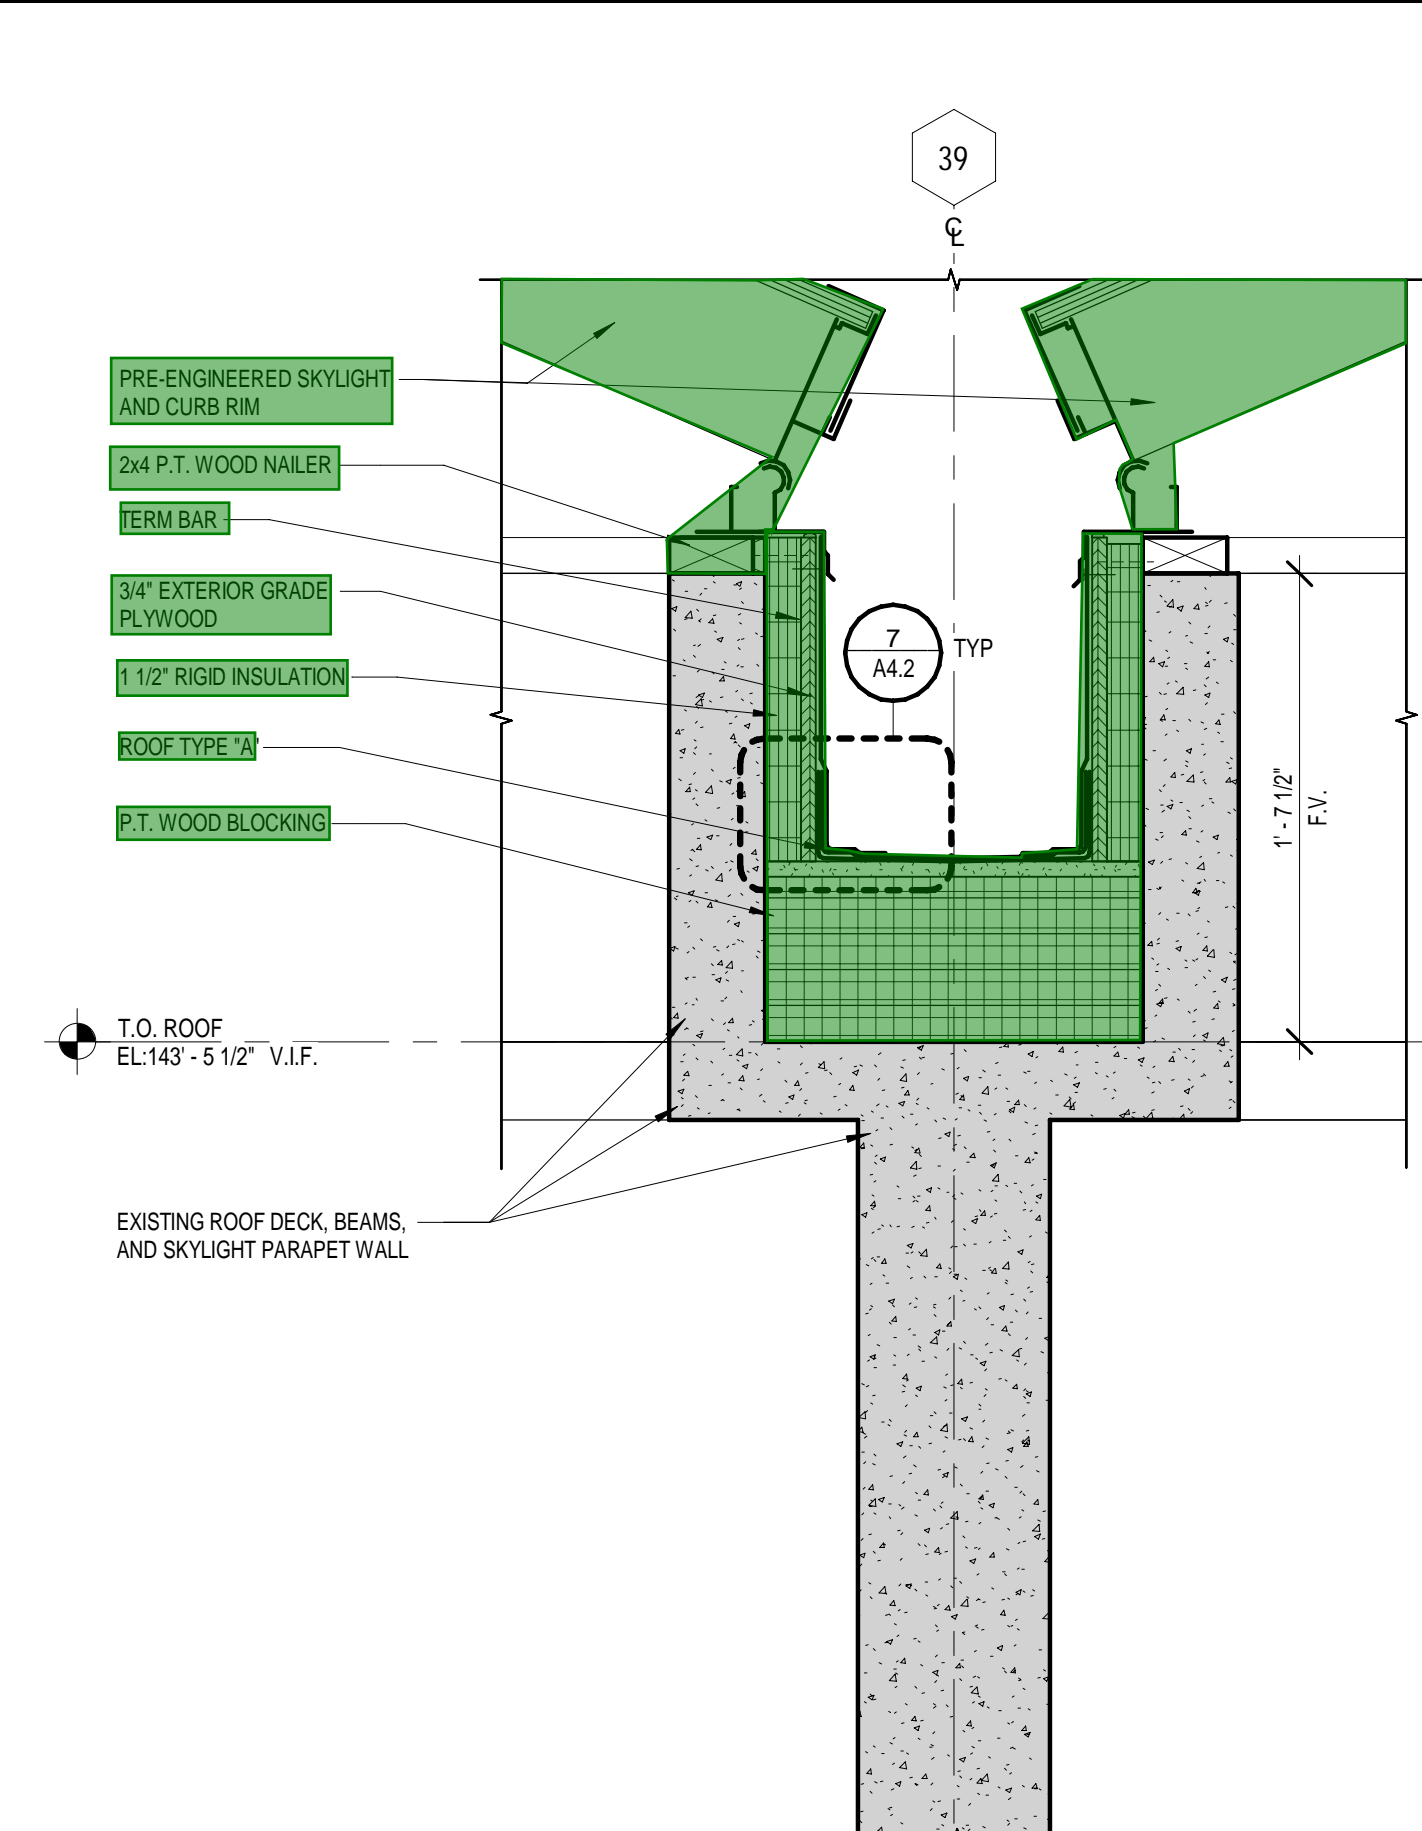 39
℄
PRE-ENGINEERED SKYLIGHT
AND CURB RIM
2x4 P.T. WOOD NAILER
TERM BAR
3/4" EXTERIOR GRADE
PLYWOOD
1 1/2" RIGID INSULATION
ROOF TYPE "A"
P.T. WOOD BLOCKING
7
A4.2
TYP
1' - 7 1/2"
F.V.
T.O. ROOF
EL:143' - 5 1/2" V.I.F.
EXISTING ROOF DECK, BEAMS,
AND SKYLIGHT PARAPET WALL